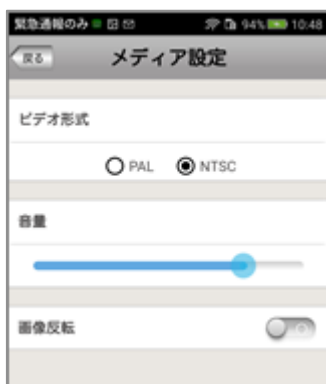 緊急通報のみ 94% 10:48
戻る メディア設定
ビデオ形式
PAL NTSC
音量
画像反転